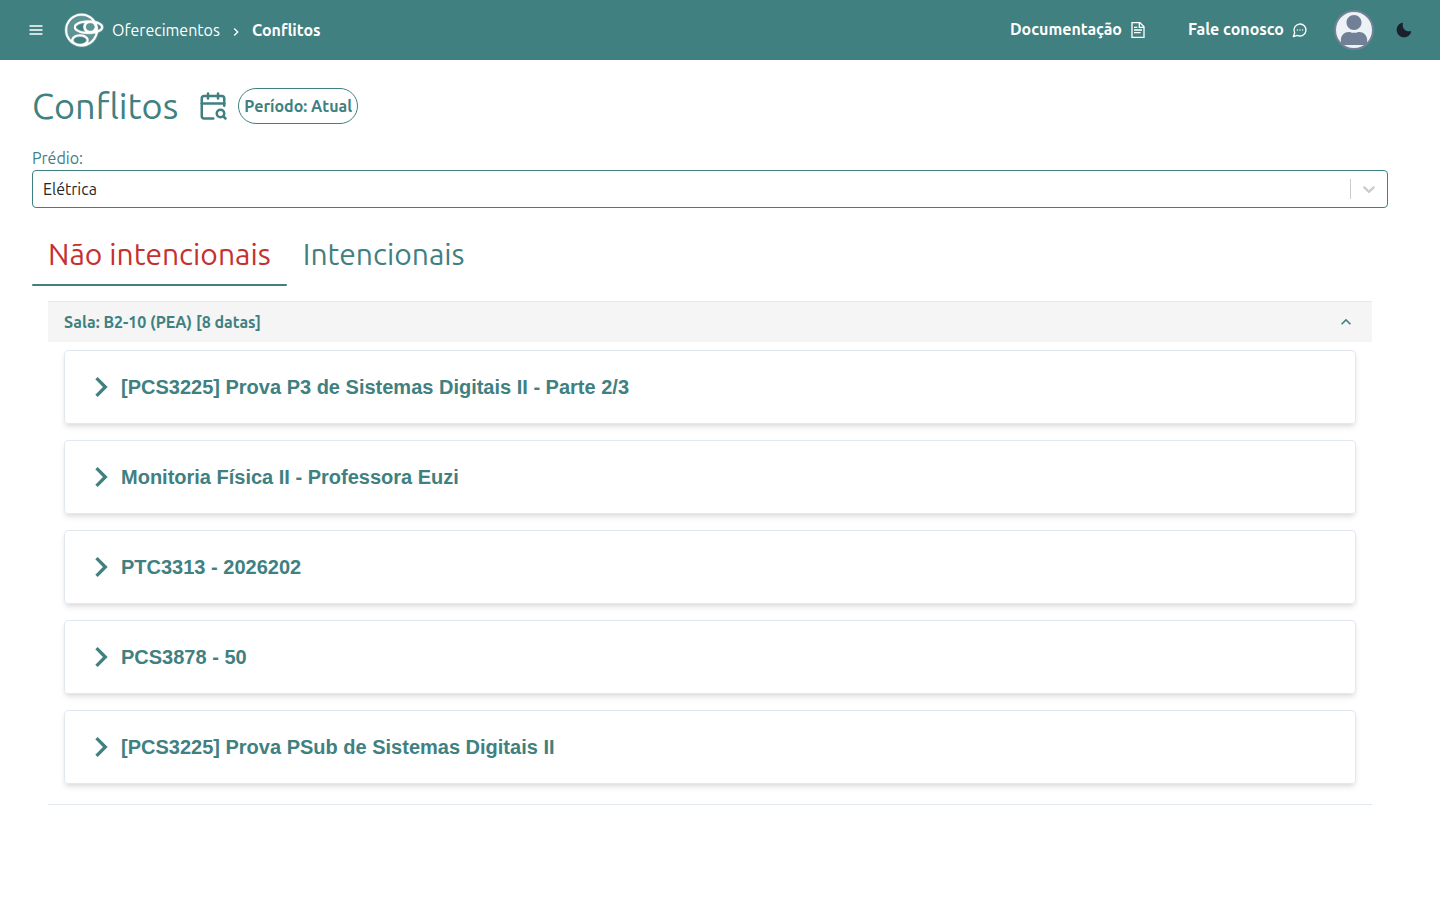 Oferecimentos › Conflitos
Documentação
Fale conosco
Conflitos
Período: Atual
Prédio:
Elétrica
Não intencionais
Intencionais
Sala: B2-10 (PEA) [8 datas]
[PCS3225] Prova P3 de Sistemas Digitais II - Parte 2/3
Monitoria Física II - Professora Euzi
PTC3313 - 2026202
PCS3878 - 50
[PCS3225] Prova PSub de Sistemas Digitais II